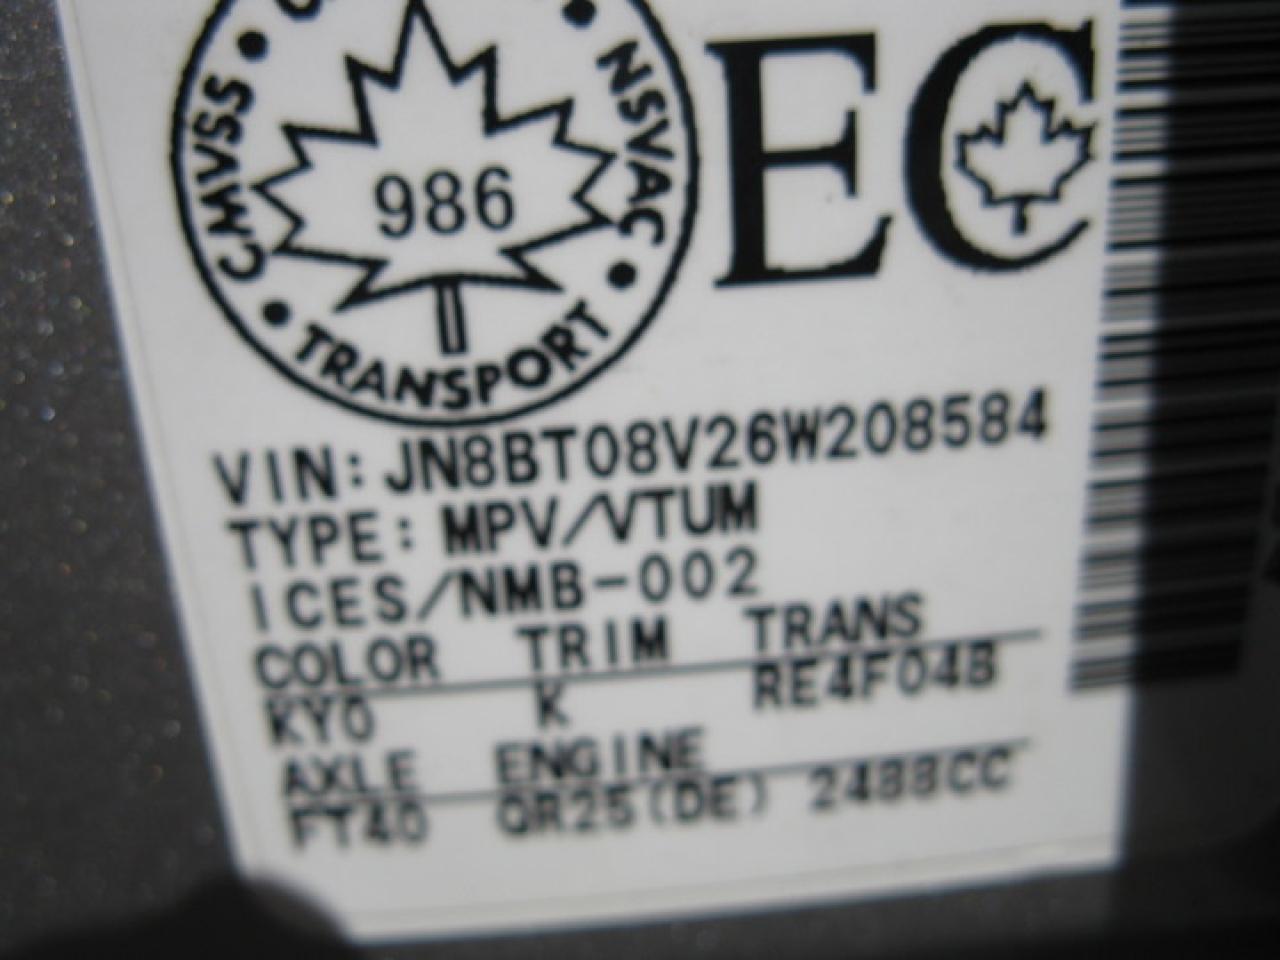 CMVSS • C • NSVAC • TRANSPORT •
986
EC
VIN: JN8BT08V26W208584
TYPE: MPV/VTUM
ICES/NMB-002
COLOR TRIM TRANS
KY0 K RE4F04B
AXLE ENGINE
FT40 QR25(DE) 2488CC